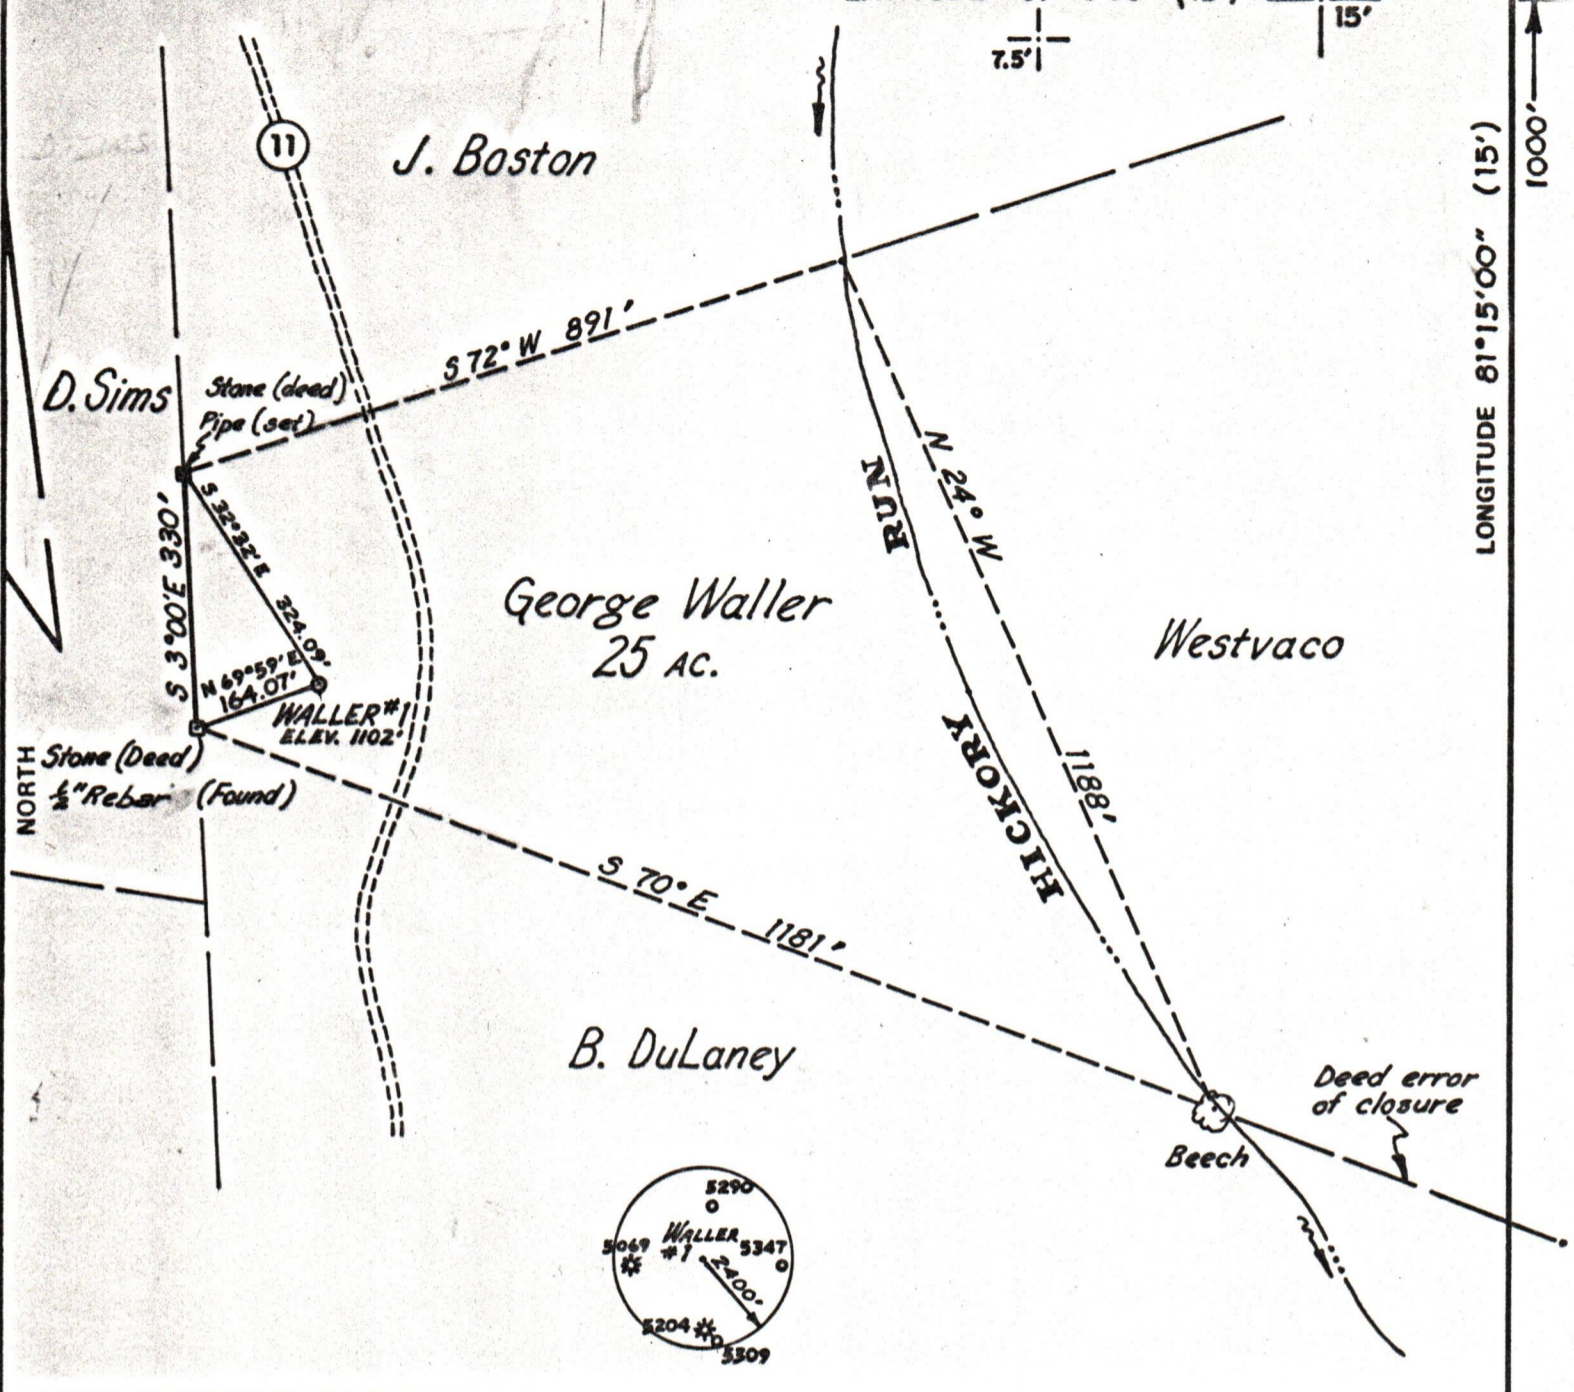 15'
7.5'
1000'
LONGITUDE 81°15'00" (15')
11
J. Boston
S 72° W 891'
D. Sims
Stone (deed)
Pipe (set)
S 3°00'E 330'
S 32°32' E 324.09'
N 69°59' E
164.07'
WALLER #1
ELEV. 1102'
George Waller
25 AC.
N 24° W 1188'
HICKORY RUN
Westvaco
NORTH
Stone (Deed)
1/2" Rebar (Found)
S 70° E 1181'
B. DuLaney
Deed error
of closure
Beech
5290
WALLER
#1
5069
5347
2400'
5204
5309